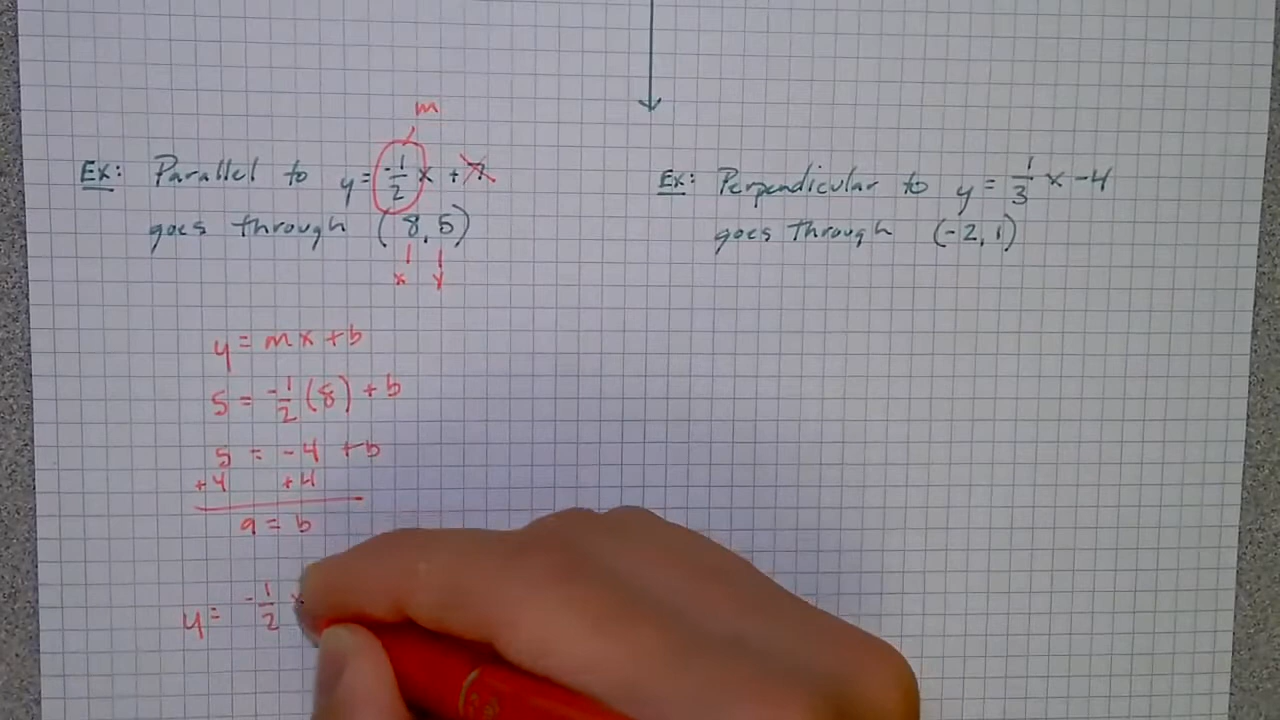 m
Ex: Parallel to y = -1/2 x + 7
goes through (8, 5)
x y
y = mx + b
5 = -1/2 (8) + b
5 = -4 + b
+4 +4
9 = b
y = -1/2 x
Ex: Perpendicular to y = 1/3 x - 4
goes through (-2, 1)